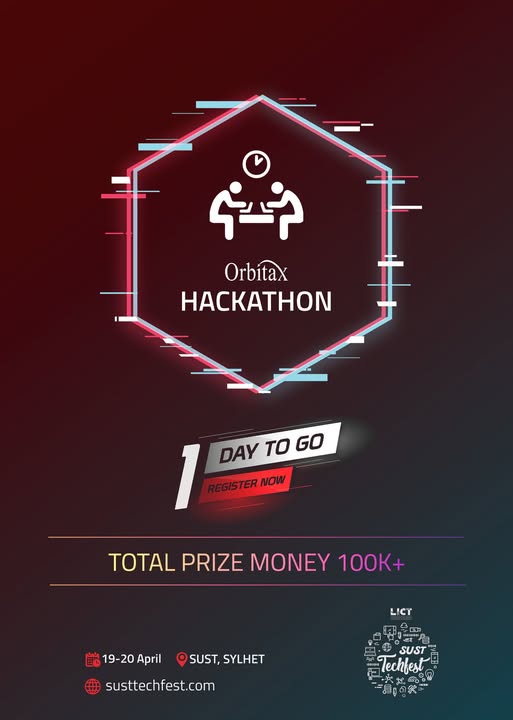 Orbitax
HACKATHON
1 DAY TO GO
REGISTER NOW
TOTAL PRIZE MONEY 100K+
19-20 April
SUST, SYLHET
susttechfest.com
LICT
SUST
Techfest